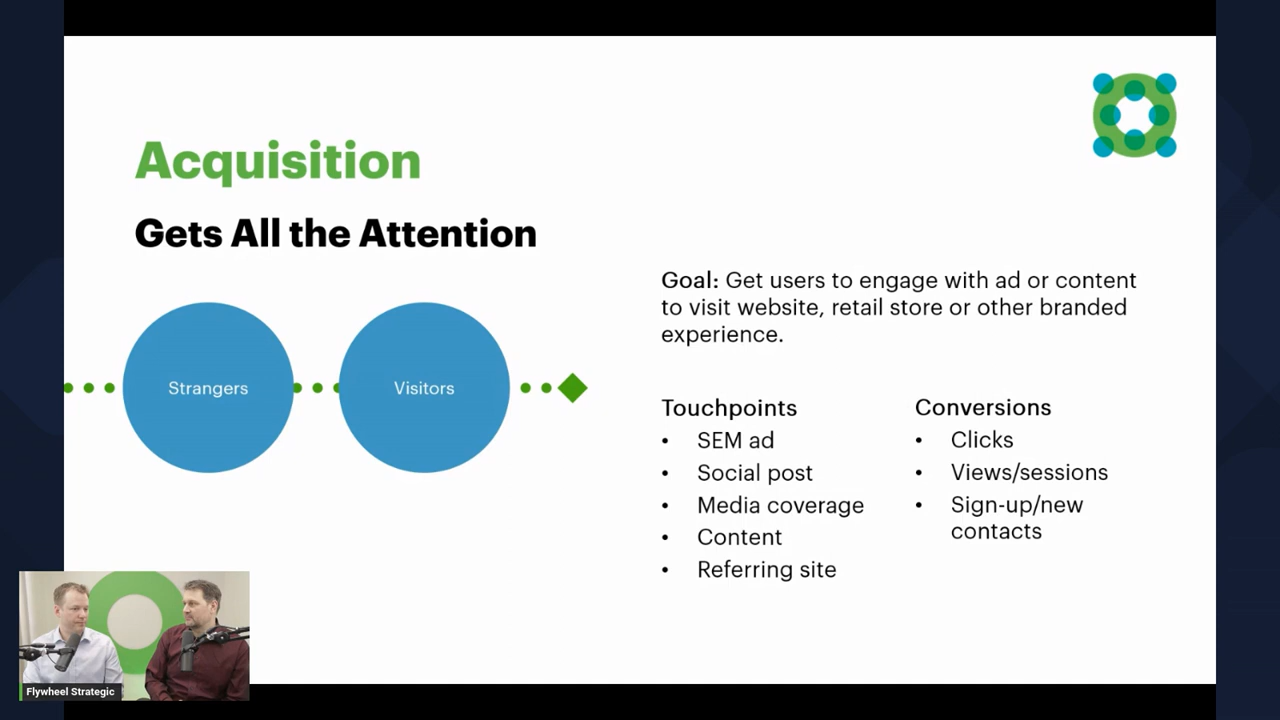 Acquisition
Gets All the Attention
Strangers
Visitors
Goal: Get users to engage with ad or content
to visit website, retail store or other branded
experience.
Touchpoints
• SEM ad
• Social post
• Media coverage
• Content
• Referring site
Conversions
• Clicks
• Views/sessions
• Sign-up/new
contacts
Flywheel Strategic